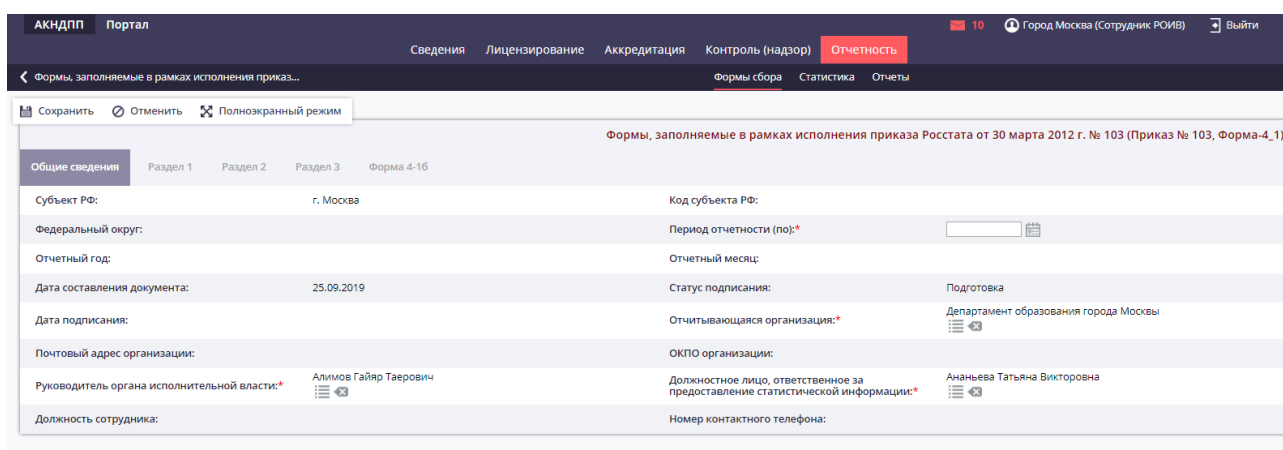 АКНДПП Портал 10 Город Москва (Сотрудник РОИВ) Выйти
Сведения Лицензирование Аккредитация Контроль (надзор) Отчетность
Формы, заполняемые в рамках исполнения приказ... Формы сбора Статистика Отчеты
Сохранить Отменить Полноэкранный режим
Формы, заполняемые в рамках исполнения приказа Росстата от 30 марта 2012 г. № 103 (Приказ № 103, Форма-4_1)
Общие сведения Раздел 1 Раздел 2 Раздел 3 Форма 4-1б
Субъект РФ: г. Москва Код субъекта РФ:
Федеральный округ: Период отчетности (по):*
Отчетный год: Отчетный месяц:
Дата составления документа: 25.09.2019 Статус подписания: Подготовка
Дата подписания: Отчитывающаяся организация:* Департамент образования города Москвы
Почтовый адрес организации: ОКПО организации:
Руководитель органа исполнительной власти:* Алимов Гайяр Таерович Должностное лицо, ответственное за
предоставление статистической информации:* Ананьева Татьяна Викторовна
Должность сотрудника: Номер контактного телефона: